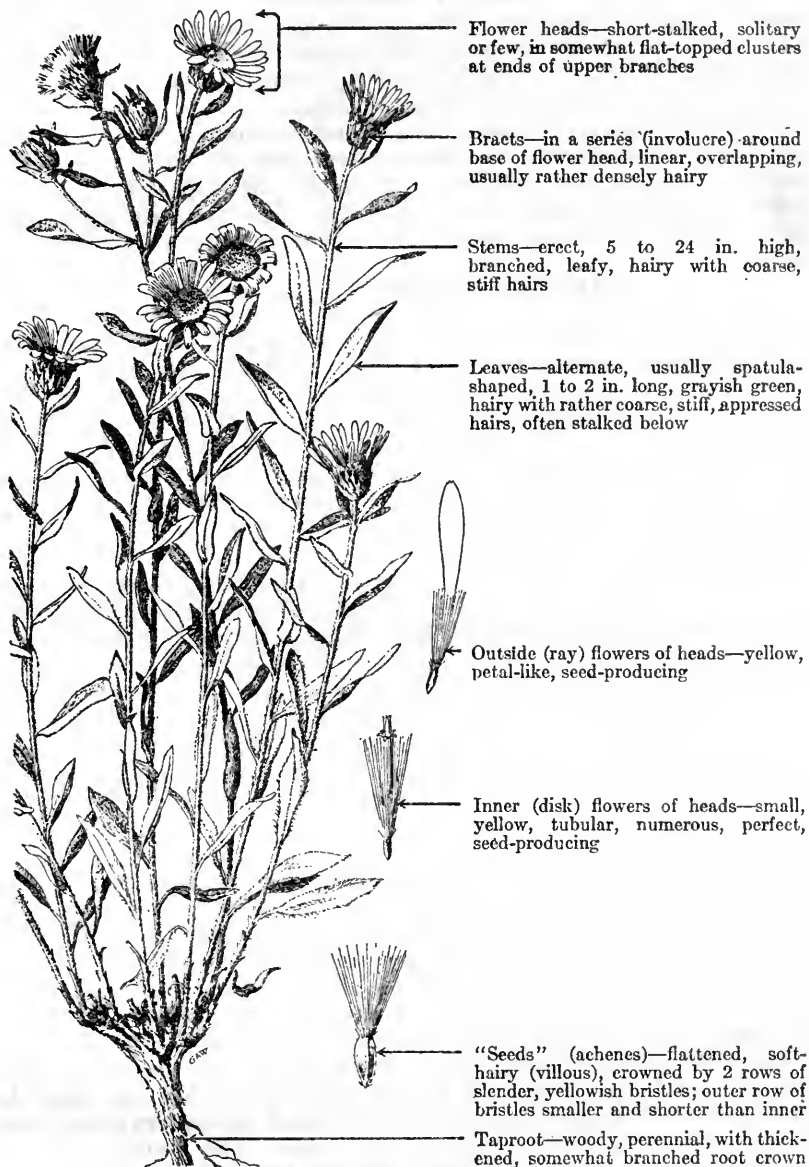 Flower heads—short-stalked, solitary
or few, in somewhat flat-topped clusters
at ends of upper branches
Bracts—in a series (involucre) around
base of flower head, linear, overlapping,
usually rather densely hairy
Stems—erect, 5 to 24 in. high,
branched, leafy, hairy with coarse,
stiff hairs
Leaves—alternate, usually spatula-
shaped, 1 to 2 in. long, grayish green,
hairy with rather coarse, stiff, appressed
hairs, often stalked below
Outside (ray) flowers of heads—yellow,
petal-like, seed-producing
Inner (disk) flowers of heads—small,
yellow, tubular, numerous, perfect,
seed-producing
"Seeds" (achenes)—flattened, soft-
hairy (villous), crowned by 2 rows of
slender, yellowish bristles; outer row of
bristles smaller and shorter than inner
Taproot—woody, perennial, with thick-
ened, somewhat branched root crown